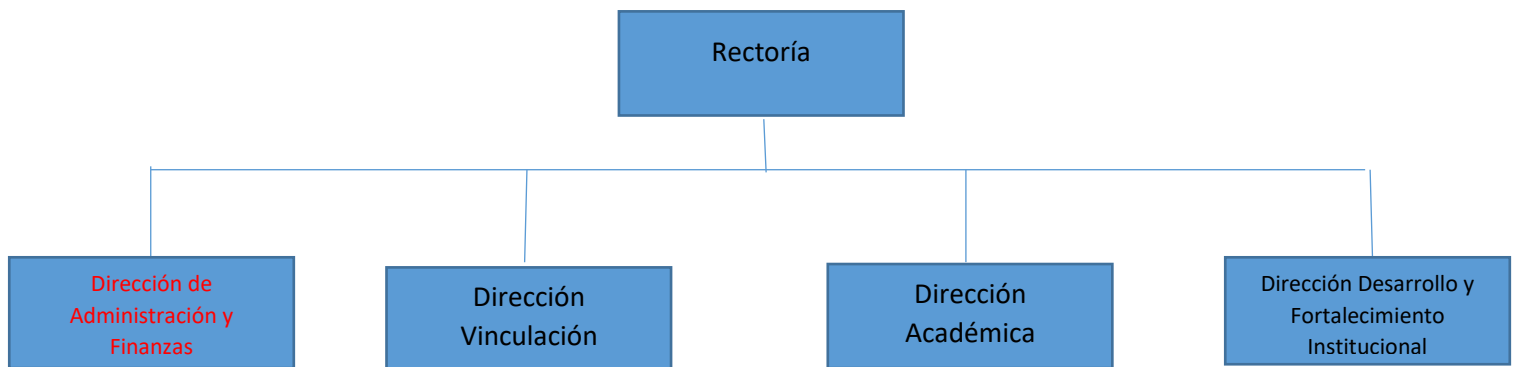 Rectoría
Dirección de
Administración y
Finanzas
Dirección
Vinculación
Dirección
Académica
Dirección Desarrollo y
Fortalecimiento
Institucional